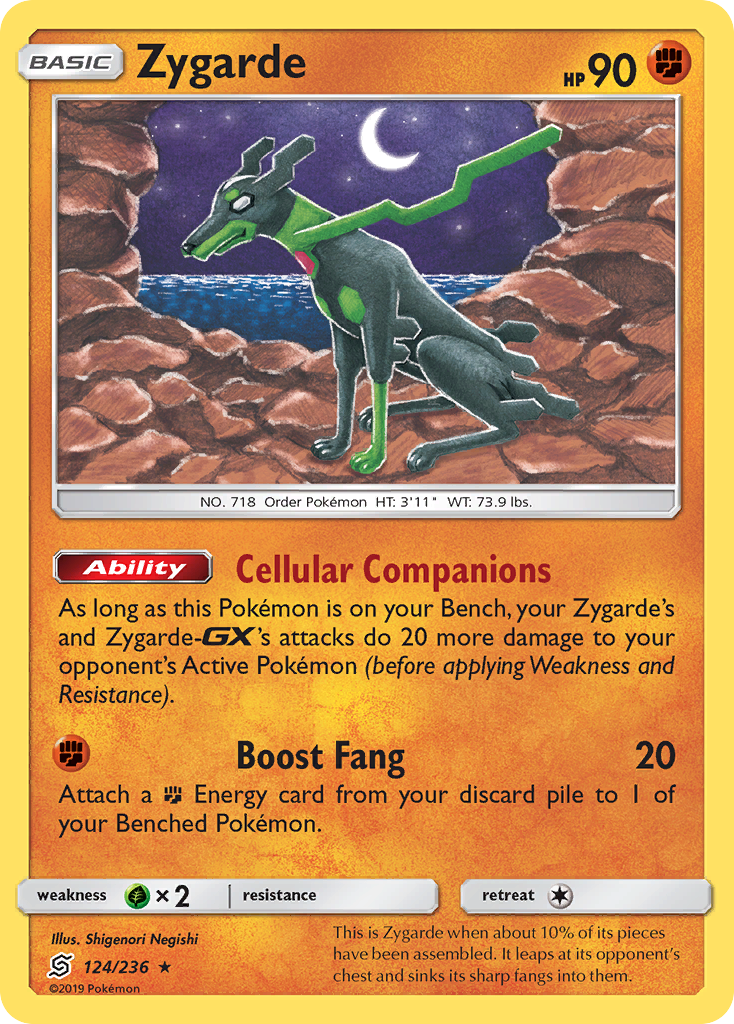 BASIC Zygarde HP 90
NO. 718 Order Pokémon HT: 3'11" WT: 73.9 lbs.
Ability Cellular Companions
As long as this Pokémon is on your Bench, your Zygarde's
and Zygarde-GX's attacks do 20 more damage to your
opponent's Active Pokémon (before applying Weakness and
Resistance).
Boost Fang 20
Attach a Energy card from your discard pile to 1 of
your Benched Pokémon.
weakness ×2 resistance retreat
Illus. Shigenori Negishi
124/236 ★
©2019 Pokémon
This is Zygarde when about 10% of its pieces
have been assembled. It leaps at its opponent's
chest and sinks its sharp fangs into them.